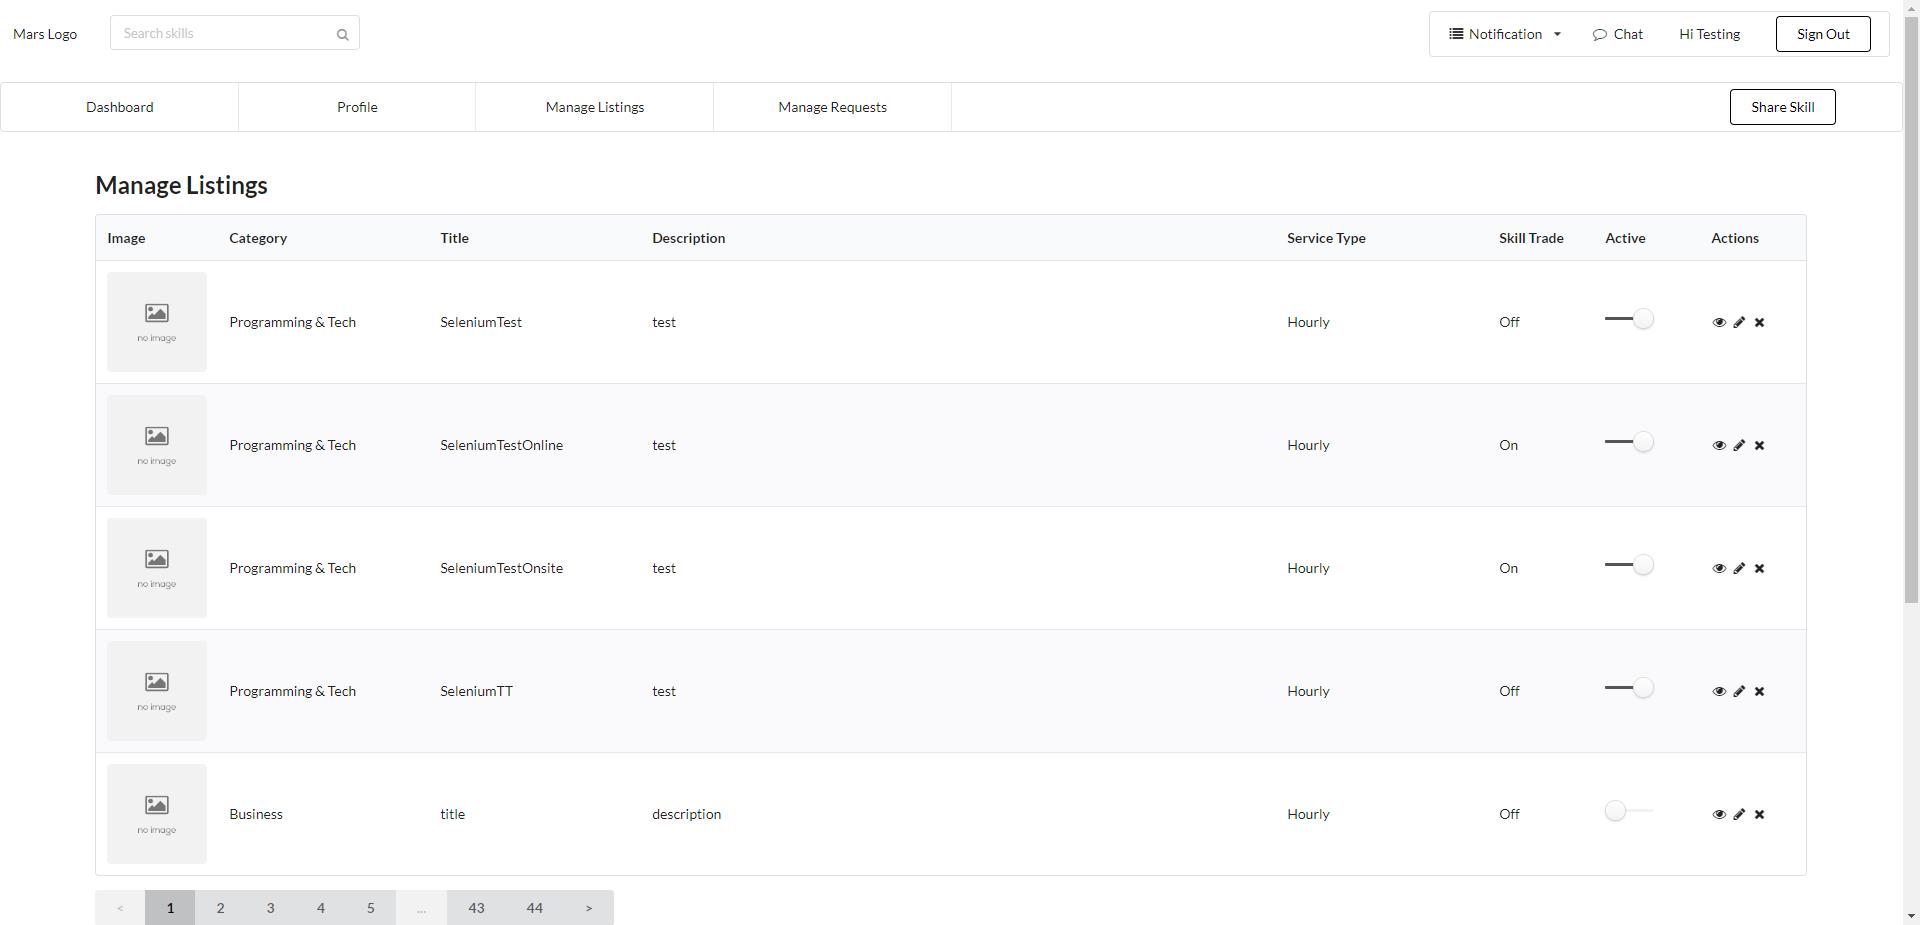 Mars Logo Search skills Notification Chat Hi Testing Sign Out
Dashboard Profile Manage Listings Manage Requests Share Skill
Manage Listings
Image Category Title Description Service Type Skill Trade Active Actions
no image Programming & Tech SeleniumTest test Hourly Off
no image Programming & Tech SeleniumTestOnline test Hourly On
no image Programming & Tech SeleniumTestOnsite test Hourly On
no image Programming & Tech SeleniumTT test Hourly Off
no image Business title description Hourly Off
< 1 2 3 4 5 ... 43 44 >